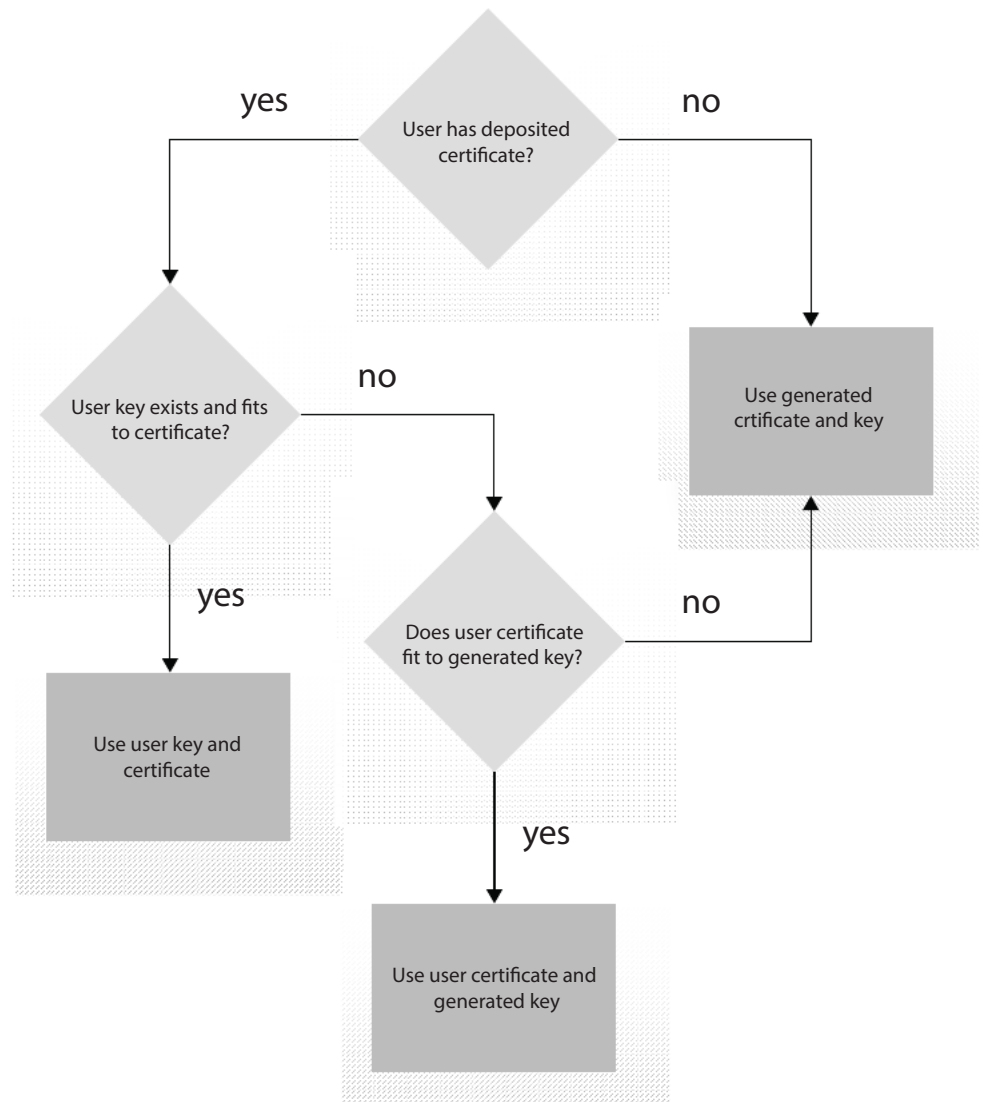 yes
no
User has deposited
certificate?
no
User key exists and fits
to certificate?
Use generated
crtificate and key
yes
no
Does user certificate
fit to generated key?
Use user key and
certificate
yes
Use user certificate and
generated key